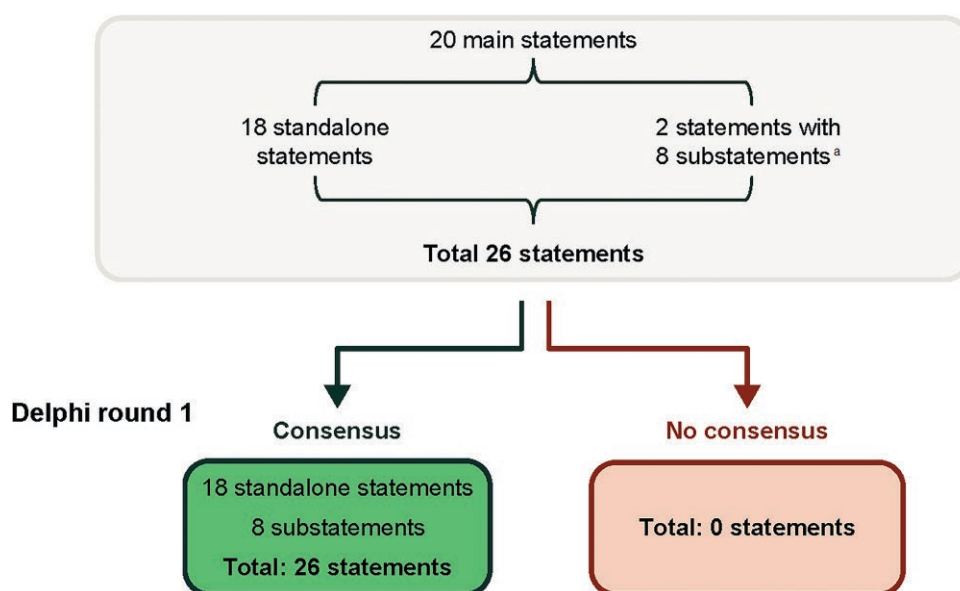 20 main statements
18 standalone
statements
2 statements with
8 substatements a
Total 26 statements
Delphi round 1
Consensus
No consensus
18 standalone statements
8 substatements
Total: 26 statements
Total: 0 statements